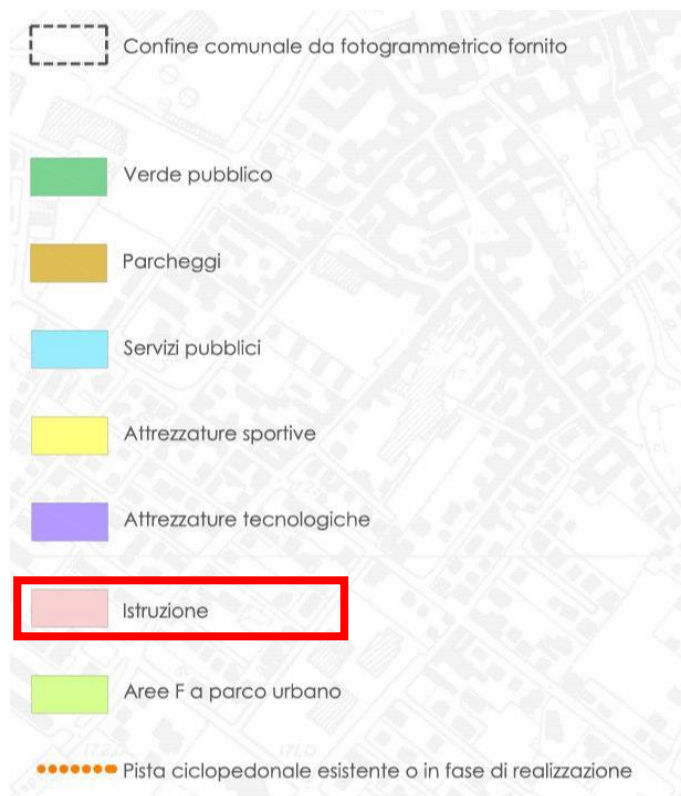 Confine comunale da fotogrammetrico fornito
Verde pubblico
Parcheggi
Servizi pubblici
Attrezzature sportive
Attrezzature tecnologiche
Istruzione
Aree F a parco urbano
Pista ciclopedonale esistente o in fase di realizzazione